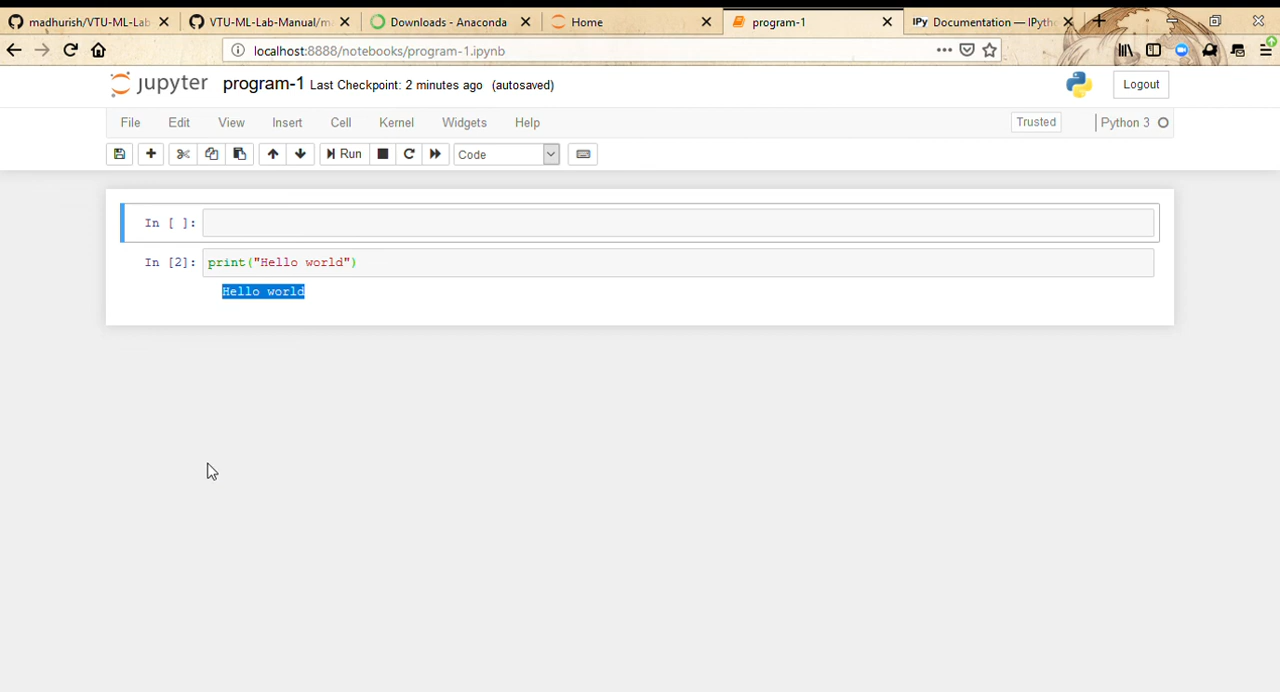 madhurish/VTU-ML-Lab
VTU-ML-Lab-Manual/m
Downloads - Anaconda
Home
program-1
IPy Documentation — IPyth
localhost:8888/notebooks/program-1.ipynb
jupyter program-1 Last Checkpoint: 2 minutes ago (autosaved)
Logout
File Edit View Insert Cell Kernel Widgets Help
Trusted
Python 3
Run
Code
In [ ]:
In [2]: print("Hello world")
Hello world